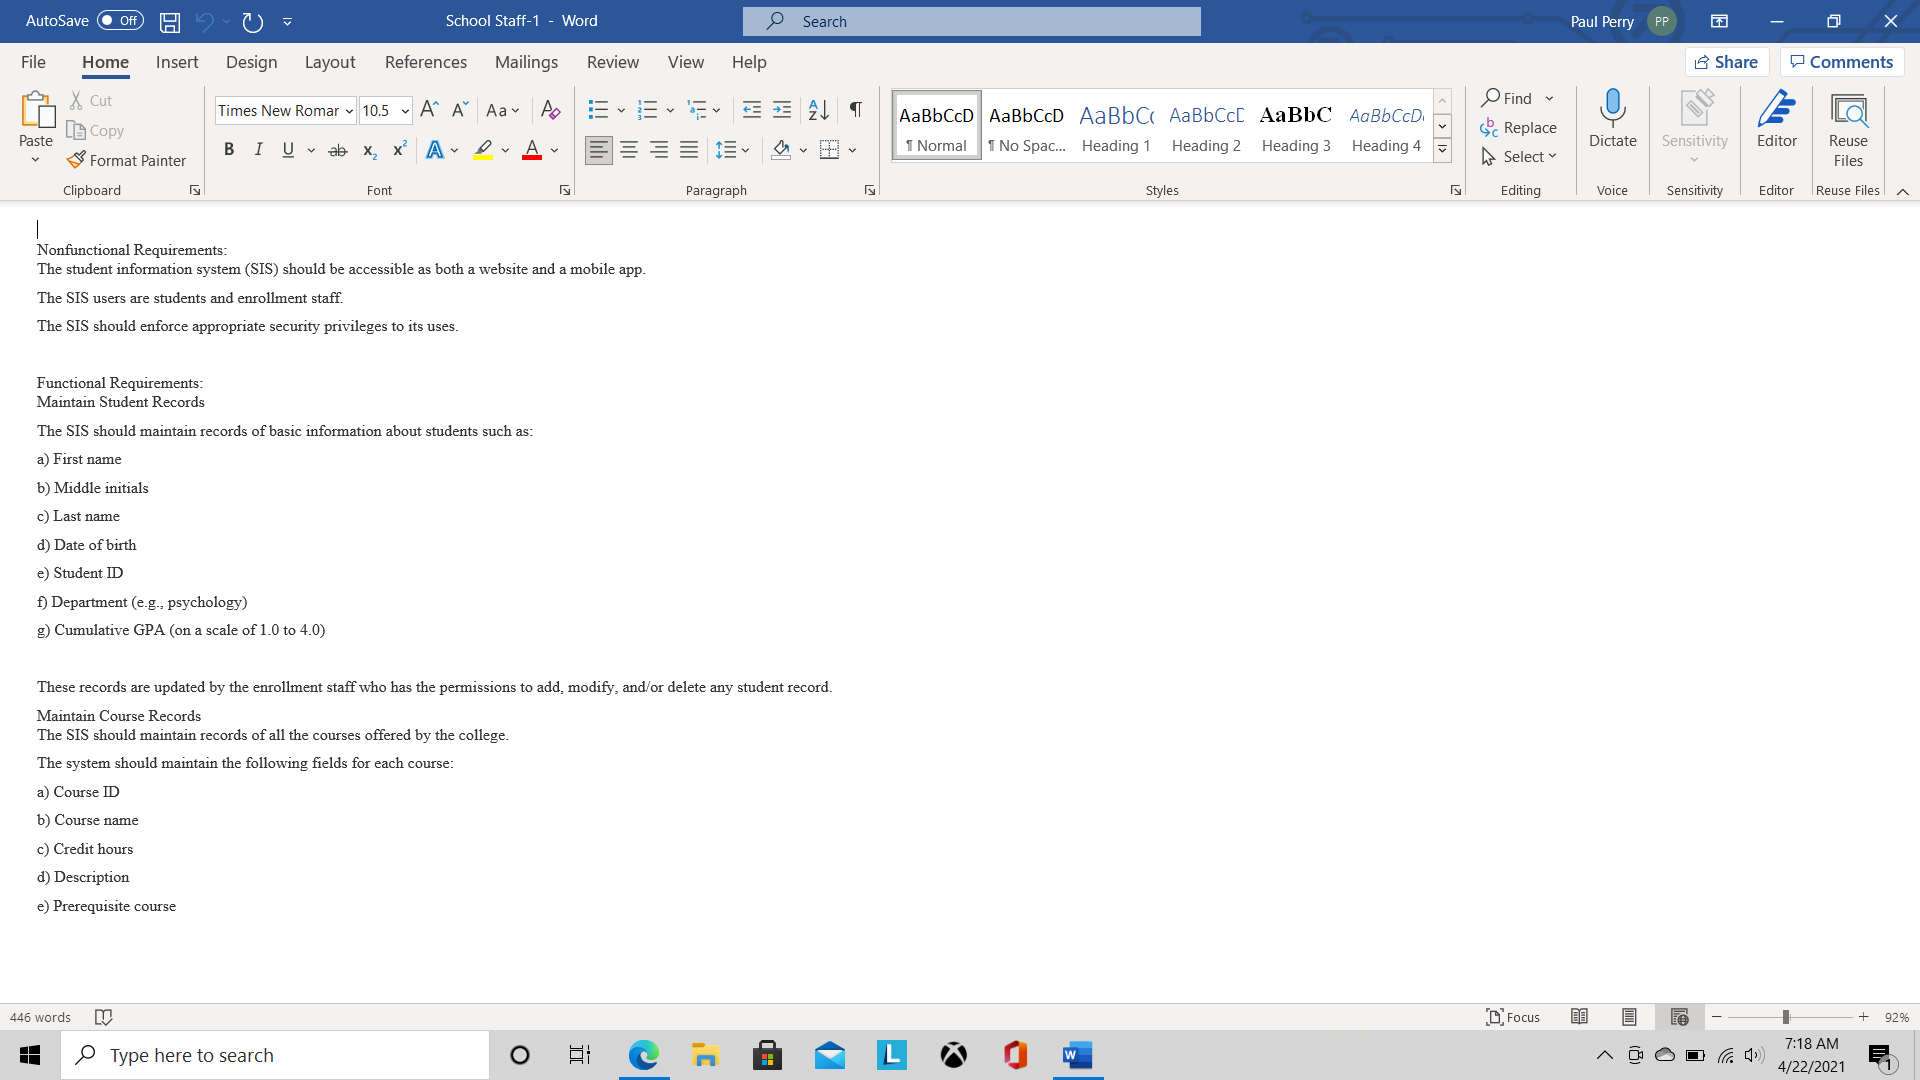 AutoSave Off School Staff-1 - Word Search Paul Perry PP
File Home Insert Design Layout References Mailings Review View Help Share Comments
Paste Cut Copy Format Painter Clipboard
Times New Romar 10.5 A A Aa A
B I U ab x₂ x² A A
Font
Paragraph
AaBbCcD AaBbCcD AaBbC AaBbCcD AaBbC AaBbCcD
¶ Normal ¶ No Spac... Heading 1 Heading 2 Heading 3 Heading 4
Styles
Find
Replace
Select
Editing
Dictate
Voice
Sensitivity
Sensitivity
Editor
Editor
Reuse Files
Reuse Files
Nonfunctional Requirements:
The student information system (SIS) should be accessible as both a website and a mobile app.
The SIS users are students and enrollment staff.
The SIS should enforce appropriate security privileges to its uses.
Functional Requirements:
Maintain Student Records
The SIS should maintain records of basic information about students such as:
a) First name
b) Middle initials
c) Last name
d) Date of birth
e) Student ID
f) Department (e.g., psychology)
g) Cumulative GPA (on a scale of 1.0 to 4.0)
These records are updated by the enrollment staff who has the permissions to add, modify, and/or delete any student record.
Maintain Course Records
The SIS should maintain records of all the courses offered by the college.
The system should maintain the following fields for each course:
a) Course ID
b) Course name
c) Credit hours
d) Description
e) Prerequisite course
446 words Focus 92%
Type here to search
7:18 AM
4/22/2021
1